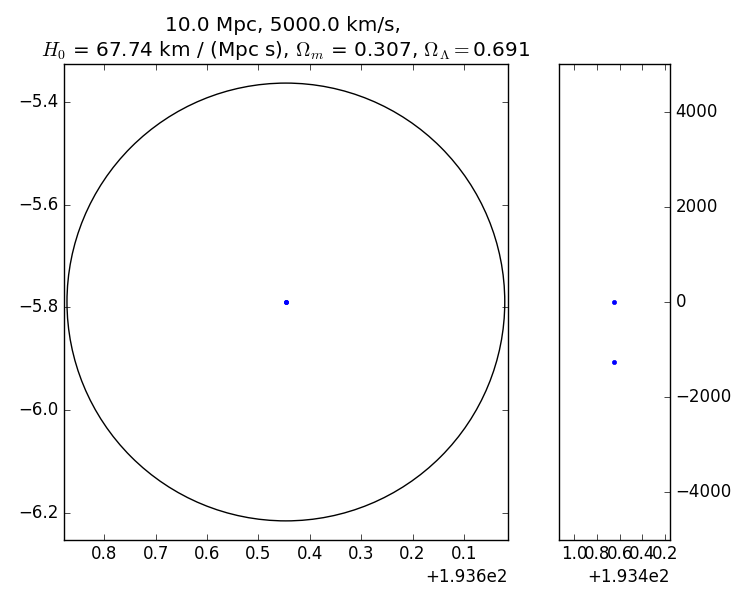 10.0 Mpc, 5000.0 km/s,
H₀ = 67.74 km / (Mpc s), Ωₘ = 0.307, Ω_Λ = 0.691
−5.4
−5.6
−5.8
−6.0
−6.2
0.8 0.7 0.6 0.5 0.4 0.3 0.2 0.1
+1.936e2
4000
2000
0
−2000
−4000
1.0 0.8 0.6 0.4 0.2
+1.934e2